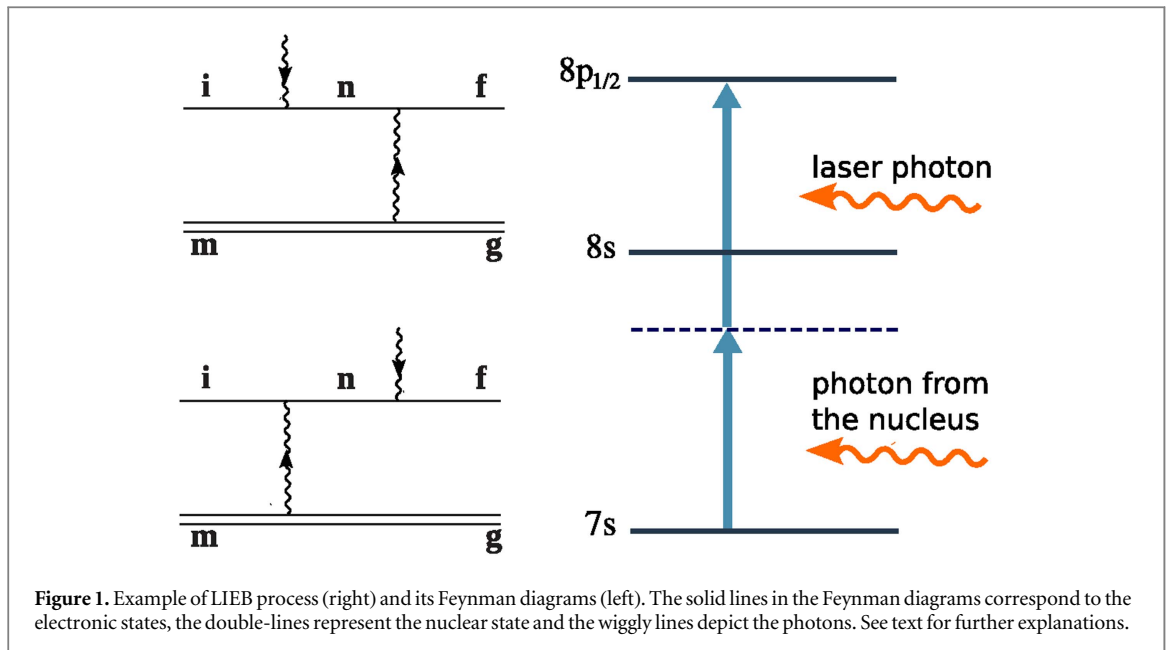 i n f
m g
i n f
m g
8p1/2
laser photon
8s
photon from
the nucleus
7s
Figure 1. Example of LIEB process (right) and its Feynman diagrams (left). The solid lines in the Feynman diagrams correspond to the
electronic states, the double-lines represent the nuclear state and the wiggly lines depict the photons. See text for further explanations.